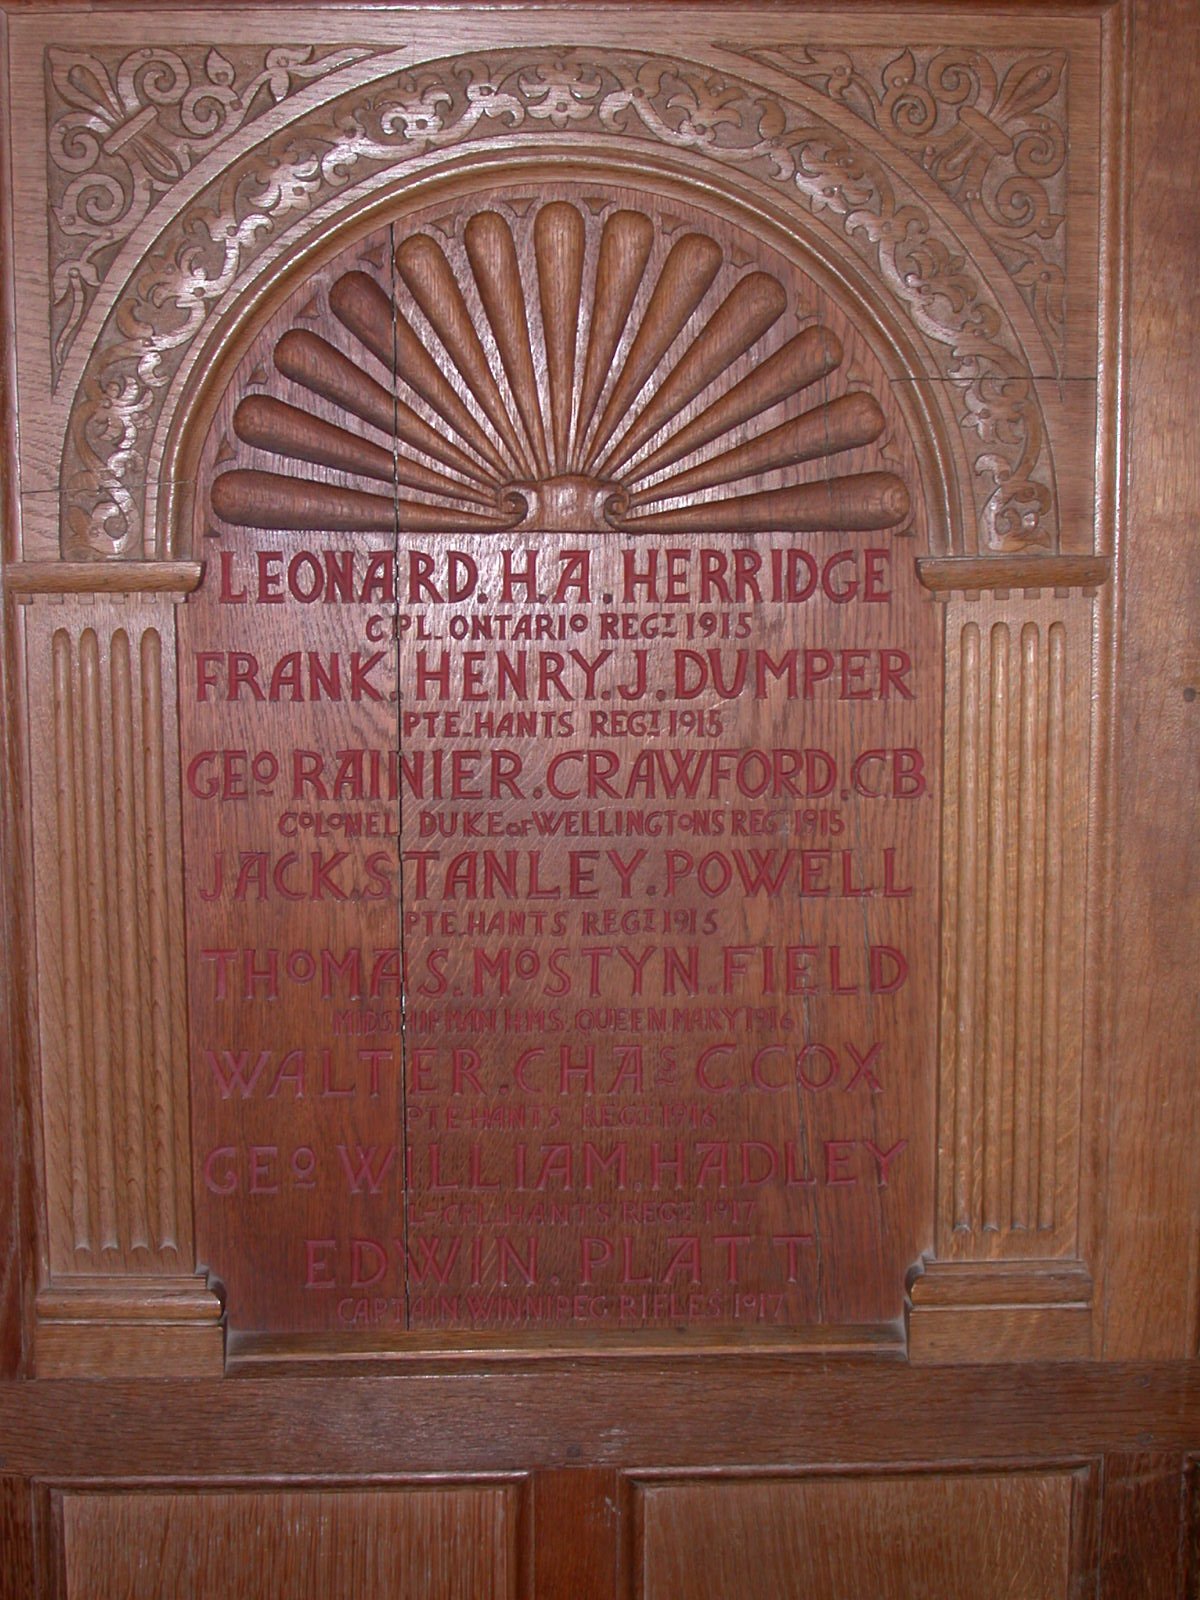 LEONARD.H.A.HERRIDGE
CPL.ONTARIO REGT 1915
FRANK.HENRY.J.DUMPER
PTE.HANTS REGT 1915
GEO RAINIER.CRAWFORD.CB.
COLONEL DUKE OF WELLINGTONS REGT 1915
JACK.STANLEY.POWELL
PTE.HANTS REGT 1915
THOMAS.MOSTYN.FIELD
MIDSHIPMAN H.M.S. QUEEN MARY 1916
WALTER.CHAS C.COX
PTE.HANTS REGT 1916
GEO WILLIAM.HADLEY
L-CPL.HANTS REGT 1917
EDWIN.PLATT
CAPTAIN WINNIPEG RIFLES 1917